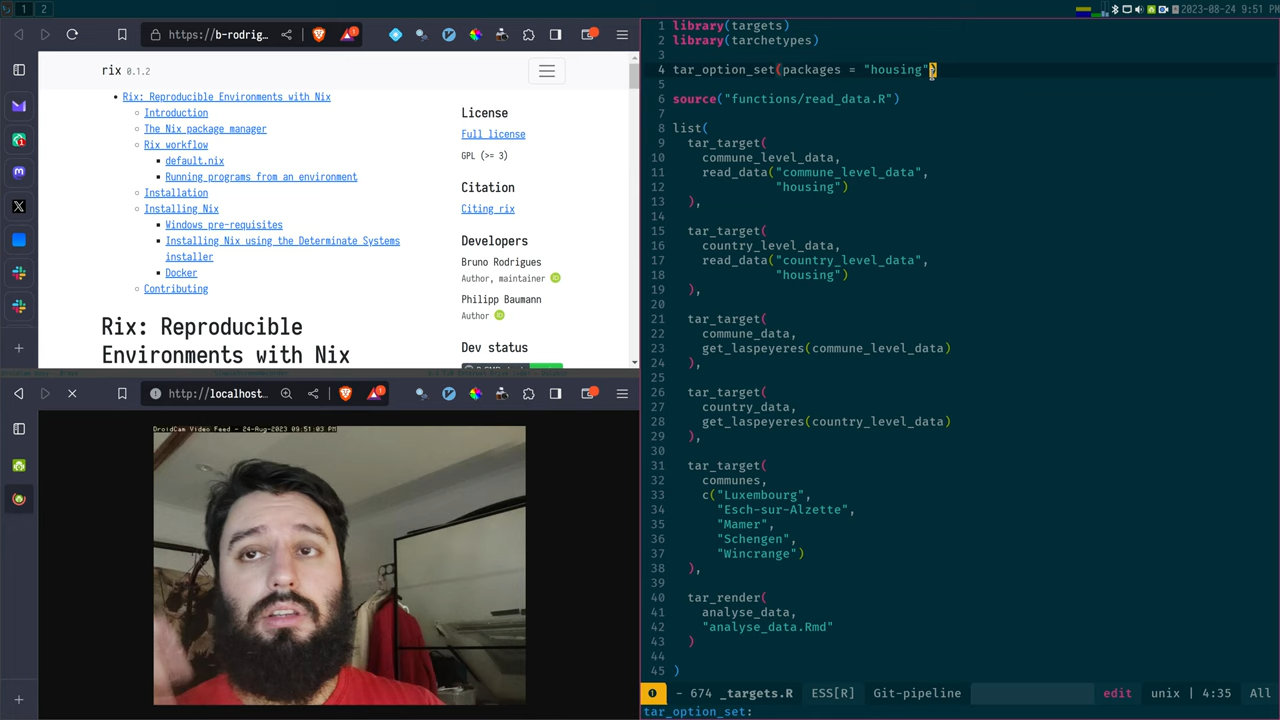 1
2
2023-08-24
9:51 PM
https://b-rodrig…
rix 0.1.2
Rix: Reproducible Environments with Nix
Introduction
The Nix package manager
Rix workflow
default.nix
Running programs from an environment
Installation
Installing Nix
Windows pre-requisites
Installing Nix using the Determinate Systems
installer
Docker
Contributing
Rix: Reproducible
Environments with Nix
License
Full license
GPL (>= 3)
Citation
Citing rix
Developers
Bruno Rodrigues
Author, maintainer
Philipp Baumann
Author
Dev status
http://localhost…
DroidCam Video Feed - 24-Aug-2023 09:51:03 PM
1 library(targets)
2 library(tarchetypes)
3
4 tar_option_set(packages = "housing")
5
6 source("functions/read_data.R")
7
8 list(
9 tar_target(
10 commune_level_data,
11 read_data("commune_level_data",
12 "housing")
13 ),
14
15 tar_target(
16 country_level_data,
17 read_data("country_level_data",
18 "housing")
19 ),
20
21 tar_target(
22 commune_data,
23 get_laspeyeres(commune_level_data)
24 ),
25
26 tar_target(
27 country_data,
28 get_laspeyeres(country_level_data)
29 ),
30
31 tar_target(
32 communes,
33 c("Luxembourg",
34 "Esch-sur-Alzette",
35 "Mamer",
36 "Schengen",
37 "Wincrange")
38 ),
39
40 tar_render(
41 analyse_data,
42 "analyse_data.Rmd"
43 )
44
45 )
- 674 _targets.R ESS[R] Git-pipeline edit unix | 4:35 All
tar_option_set: